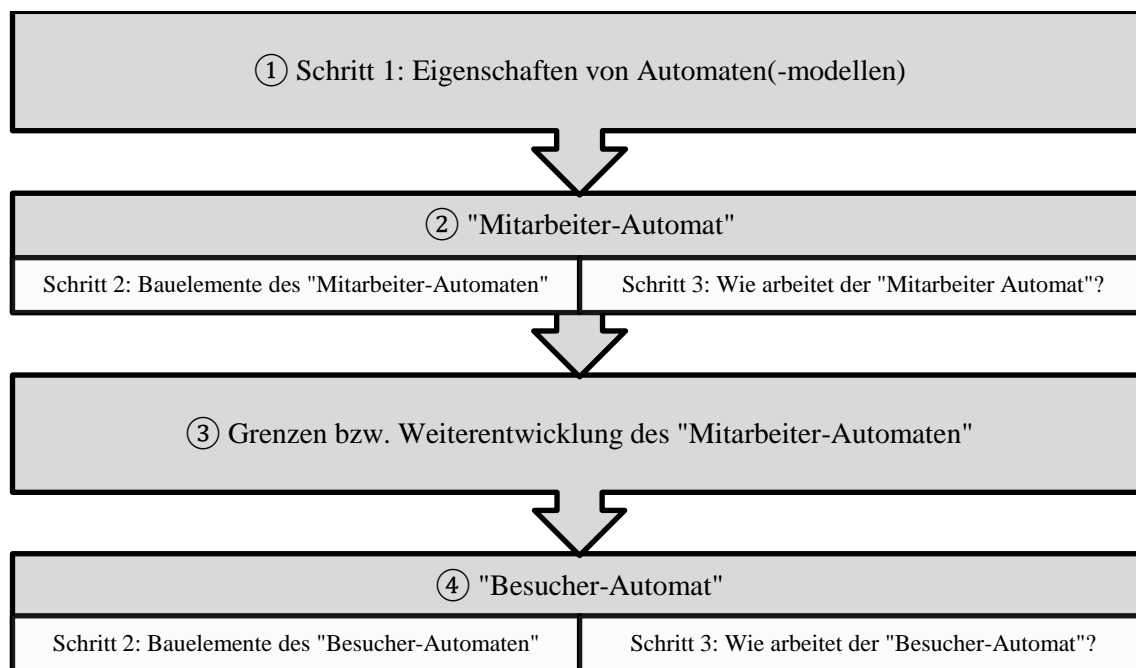 ① Schritt 1: Eigenschaften von Automaten(-modellen)
② "Mitarbeiter-Automat"
Schritt 2: Bauelemente des "Mitarbeiter-Automaten"
Schritt 3: Wie arbeitet der "Mitarbeiter Automat"?
③ Grenzen bzw. Weiterentwicklung des "Mitarbeiter-Automaten"
④ "Besucher-Automat"
Schritt 2: Bauelemente des "Besucher-Automaten"
Schritt 3: Wie arbeitet der "Besucher-Automat"?